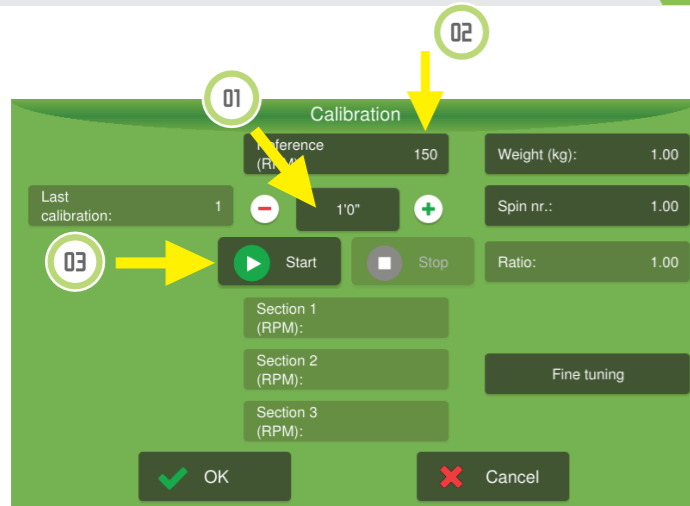 02
01
Calibration
Reference
(RPM)
150
Weight (kg):
1.00
Last
calibration:
1
1'0"
Spin nr.:
1.00
03
Start
Stop
Ratio:
1.00
Section 1
(RPM):
Section 2
(RPM):
Fine tuning
Section 3
(RPM):
OK
Cancel